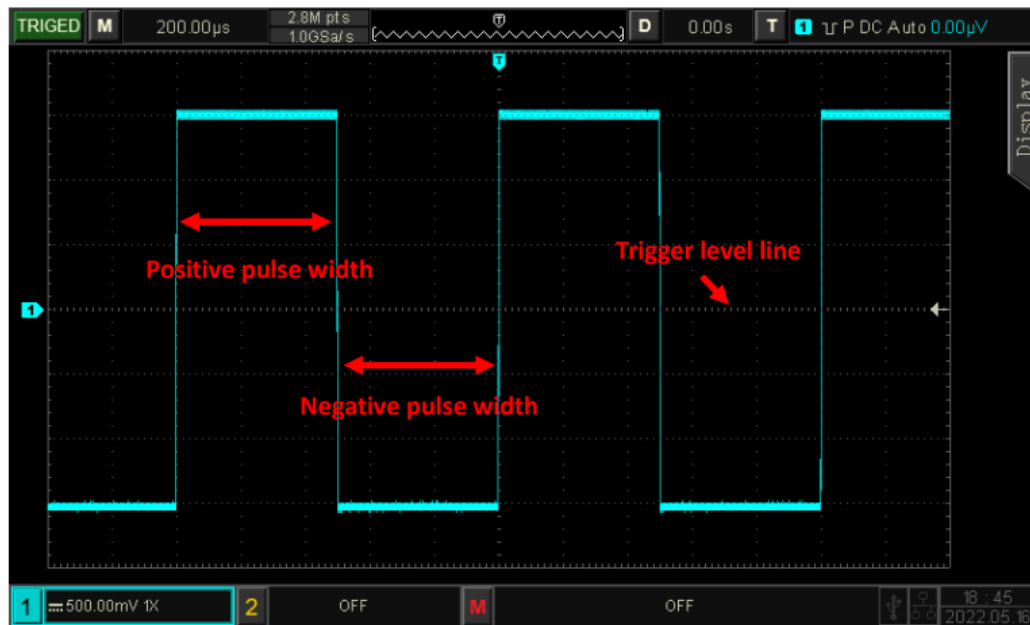 TRIGED M 200.00µs 2.8M pts D 0.00s T 1 P DC Auto 0.00µV
1.0GSa/s
T
T
Display
Positive pulse width
Trigger level line
1
Negative pulse width
1 500.00mV 1X 2 OFF M OFF 18:45
2022.05.16